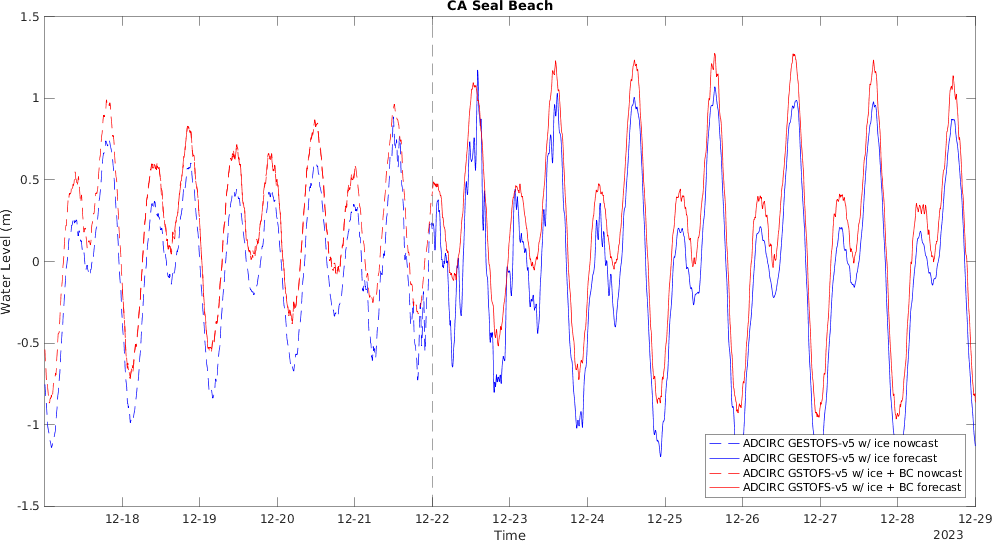 CA Seal Beach
1.5
1
0.5
0
-0.5
-1
-1.5
Water Level (m)
ADCIRC GESTOFS-v5 w/ ice nowcast
ADCIRC GESTOFS-v5 w/ ice forecast
ADCIRC GSTOFS-v5 w/ ice + BC nowcast
ADCIRC GSTOFS-v5 w/ ice + BC forecast
12-18 12-19 12-20 12-21 12-22 12-23 12-24 12-25 12-26 12-27 12-28 12-29
Time
2023